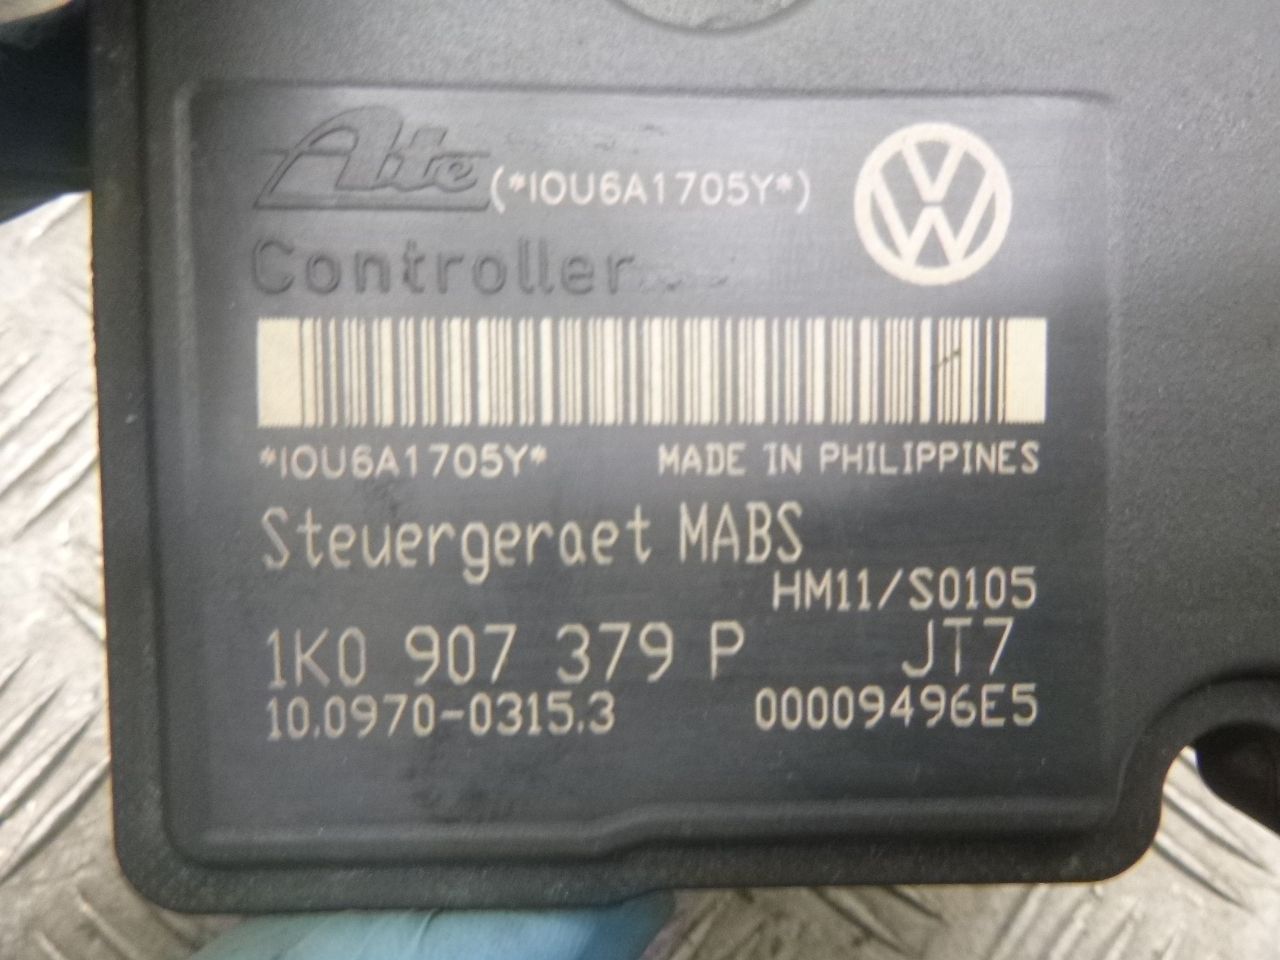 Ate (*IOU6A1705Y*)
Controller
*IOU6A1705Y* MADE IN PHILIPPINES
Steuergeraet MABS
HM11/S0105
1K0 907 379 P JT7
10.0970-0315.3 00009496E5